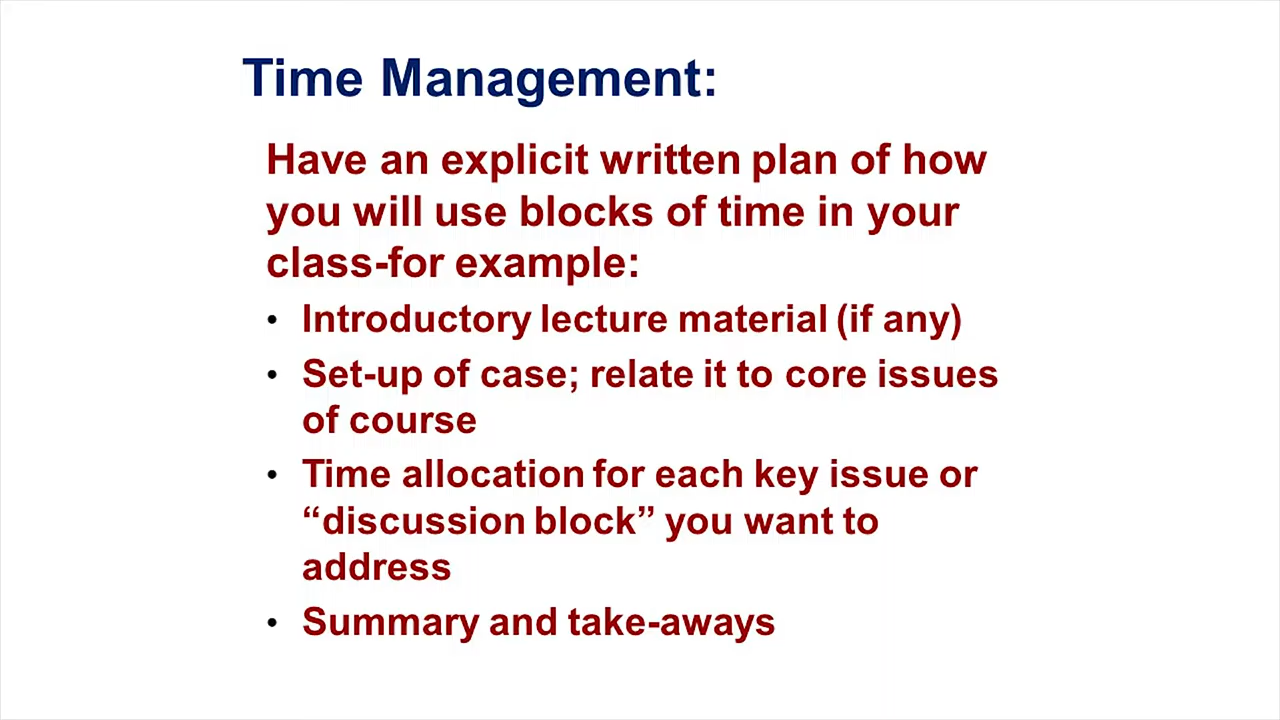 Time Management:
Have an explicit written plan of how
you will use blocks of time in your
class-for example:
• Introductory lecture material (if any)
• Set-up of case; relate it to core issues
of course
• Time allocation for each key issue or
“discussion block” you want to
address
• Summary and take-aways